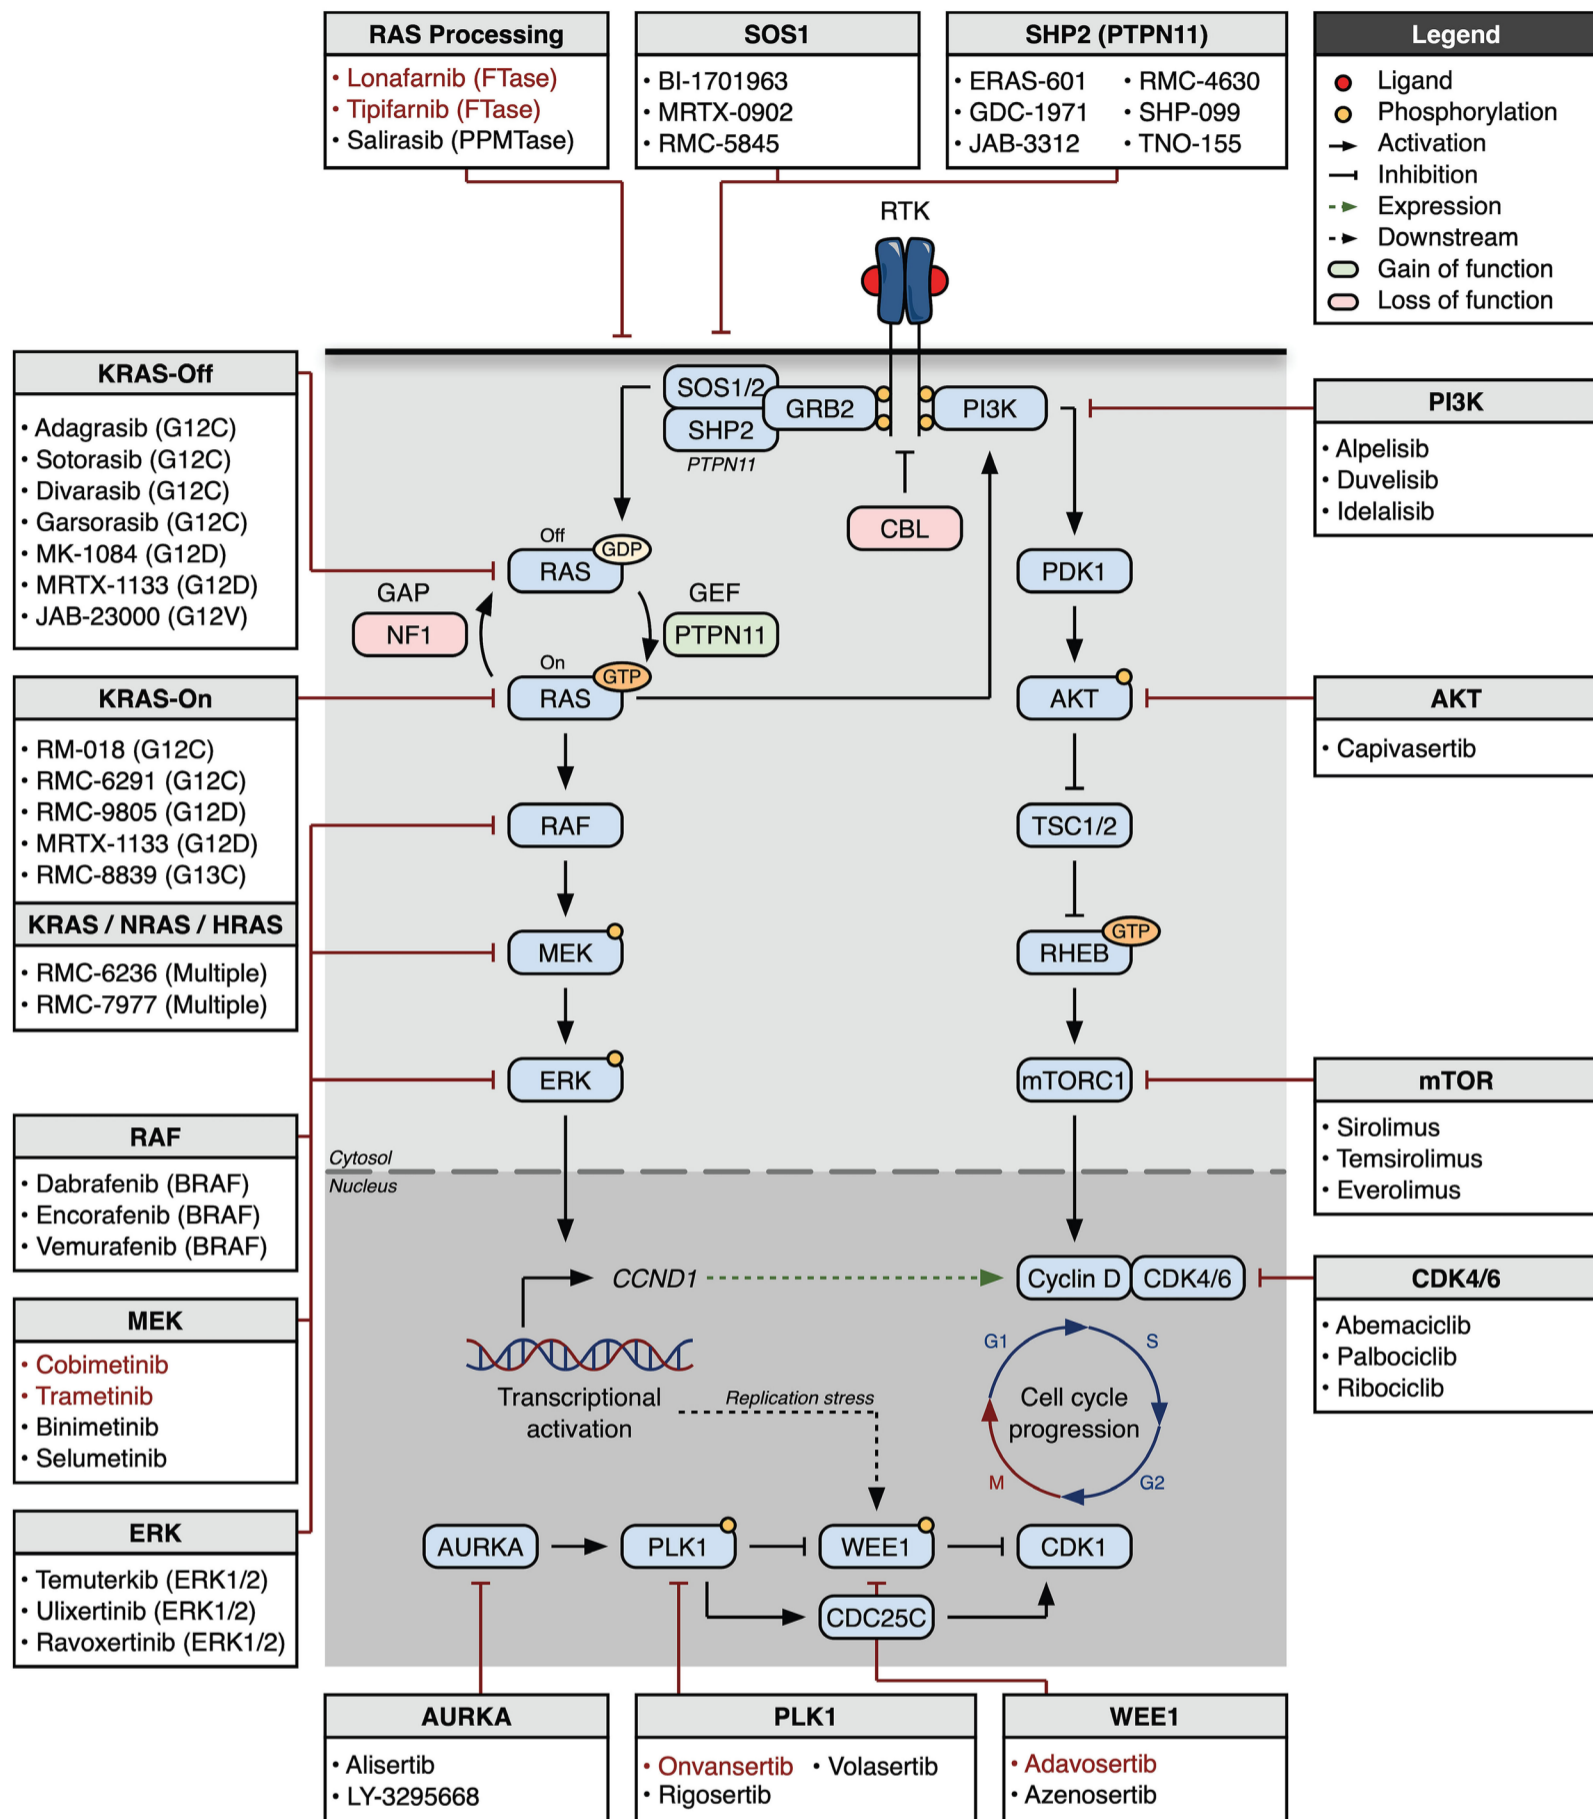 RAS Processing
• Lonafarnib (FTase)
• Tipifarnib (FTase)
• Salirasib (PPMTase)
SOS1
• BI-1701963
• MRTX-0902
• RMC-5845
SHP2 (PTPN11)
• ERAS-601
• GDC-1971
• JAB-3312
• RMC-4630
• SHP-099
• TNO-155
Legend
Ligand
Phosphorylation
Activation
Inhibition
Expression
Downstream
Gain of function
Loss of function
RTK
KRAS-Off
• Adagrasib (G12C)
• Sotorasib (G12C)
• Divarasib (G12C)
• Garsorasib (G12C)
• MK-1084 (G12D)
• MRTX-1133 (G12D)
• JAB-23000 (G12V)
KRAS-On
• RM-018 (G12C)
• RMC-6291 (G12C)
• RMC-9805 (G12D)
• MRTX-1133 (G12D)
• RMC-8839 (G13C)
KRAS / NRAS / HRAS
• RMC-6236 (Multiple)
• RMC-7977 (Multiple)
RAF
• Dabrafenib (BRAF)
• Encorafenib (BRAF)
• Vemurafenib (BRAF)
MEK
• Cobimetinib
• Trametinib
• Binimetinib
• Selumetinib
ERK
• Temuterkib (ERK1/2)
• Ulixertinib (ERK1/2)
• Ravoxertinib (ERK1/2)
SOS1/2
SHP2
PTPN11
GRB2
PI3K
CBL
Off
GDP
RAS
GAP
NF1
GEF
PTPN11
On
GTP
RAS
RAF
MEK
ERK
PDK1
AKT
TSC1/2
GTP
RHEB
mTORC1
Cytosol
Nucleus
CCND1
Cyclin D
CDK4/6
Transcriptional
activation
Replication stress
G1
S
G2
M
Cell cycle
progression
AURKA
PLK1
WEE1
CDK1
CDC25C
PI3K
• Alpelisib
• Duvelisib
• Idelalisib
AKT
• Capivasertib
mTOR
• Sirolimus
• Temsirolimus
• Everolimus
CDK4/6
• Abemaciclib
• Palbociclib
• Ribociclib
AURKA
• Alisertib
• LY-3295668
PLK1
• Onvansertib
• Rigosertib
• Volasertib
WEE1
• Adavosertib
• Azenosertib